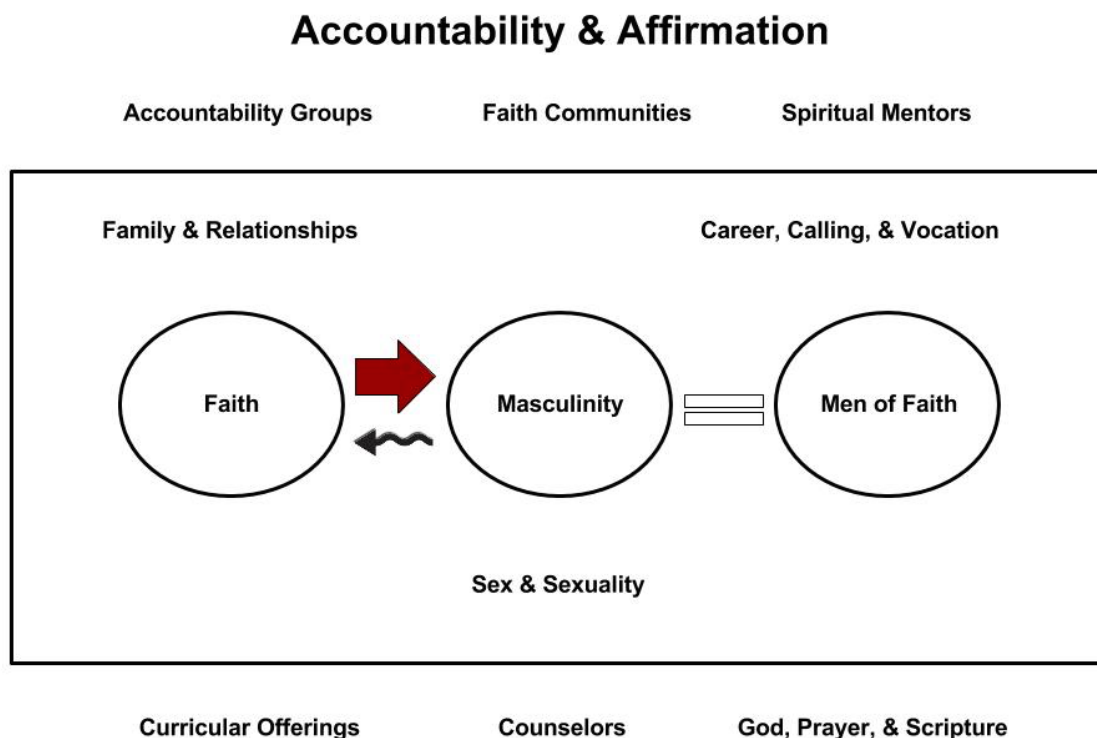 Accountability & Affirmation
Accountability Groups
Faith Communities
Spiritual Mentors
Family & Relationships
Career, Calling, & Vocation
Faith
Masculinity
Men of Faith
Sex & Sexuality
Curricular Offerings
Counselors
God, Prayer, & Scripture